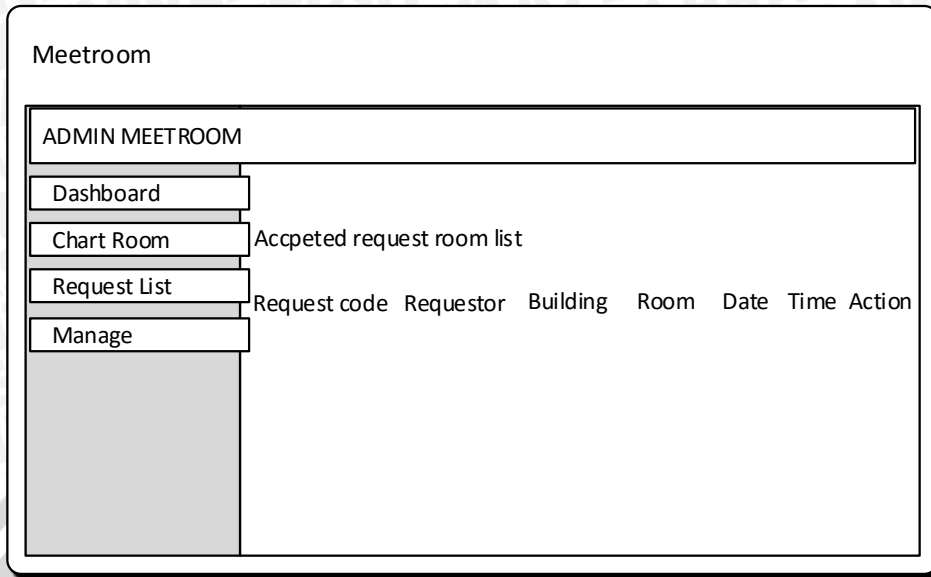 Meetroom
ADMIN MEETROOM
Dashboard
Chart Room
Accpeted request room list
Request List
Request code Requestor Building Room Date Time Action
Manage